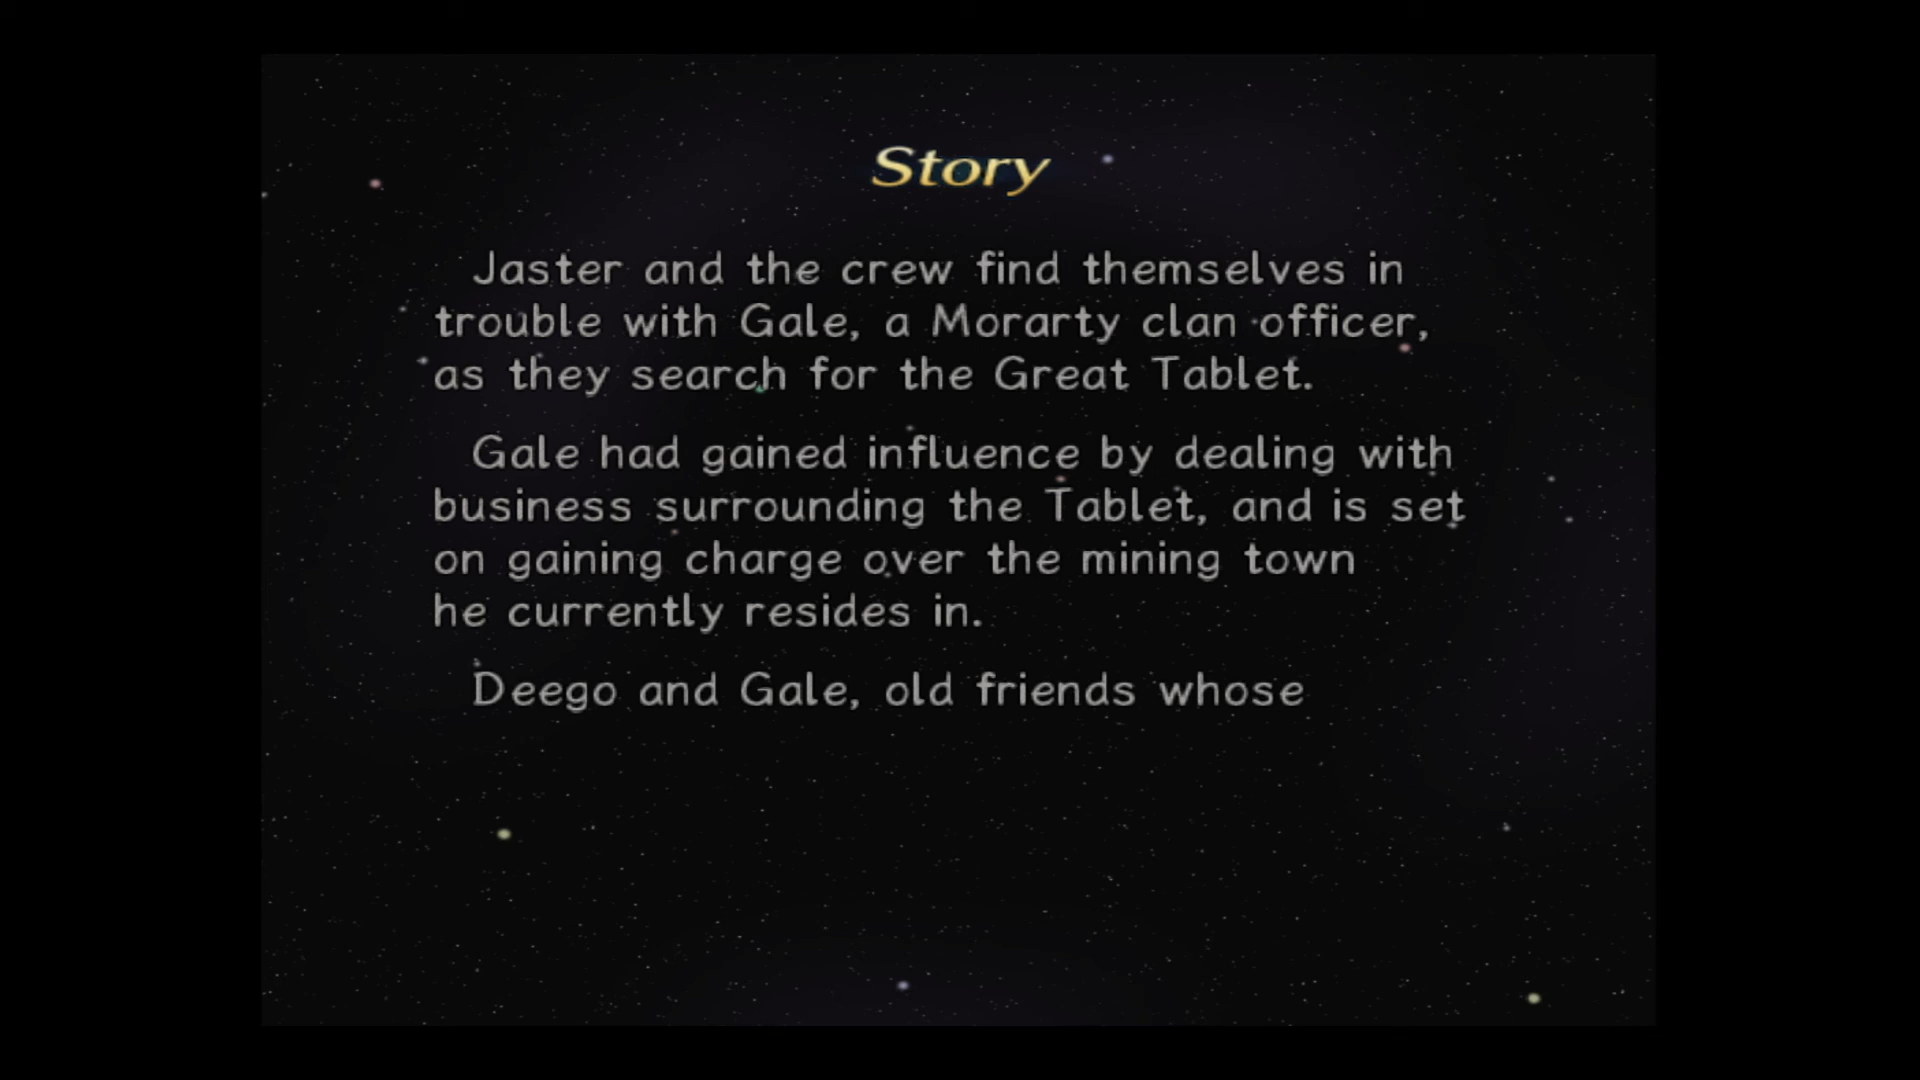 Story
Jaster and the crew find themselves in
trouble with Gale, a Morarty clan officer,
as they search for the Great Tablet.
Gale had gained influence by dealing with
business surrounding the Tablet, and is set
on gaining charge over the mining town
he currently resides in.
Deego and Gale, old friends whose